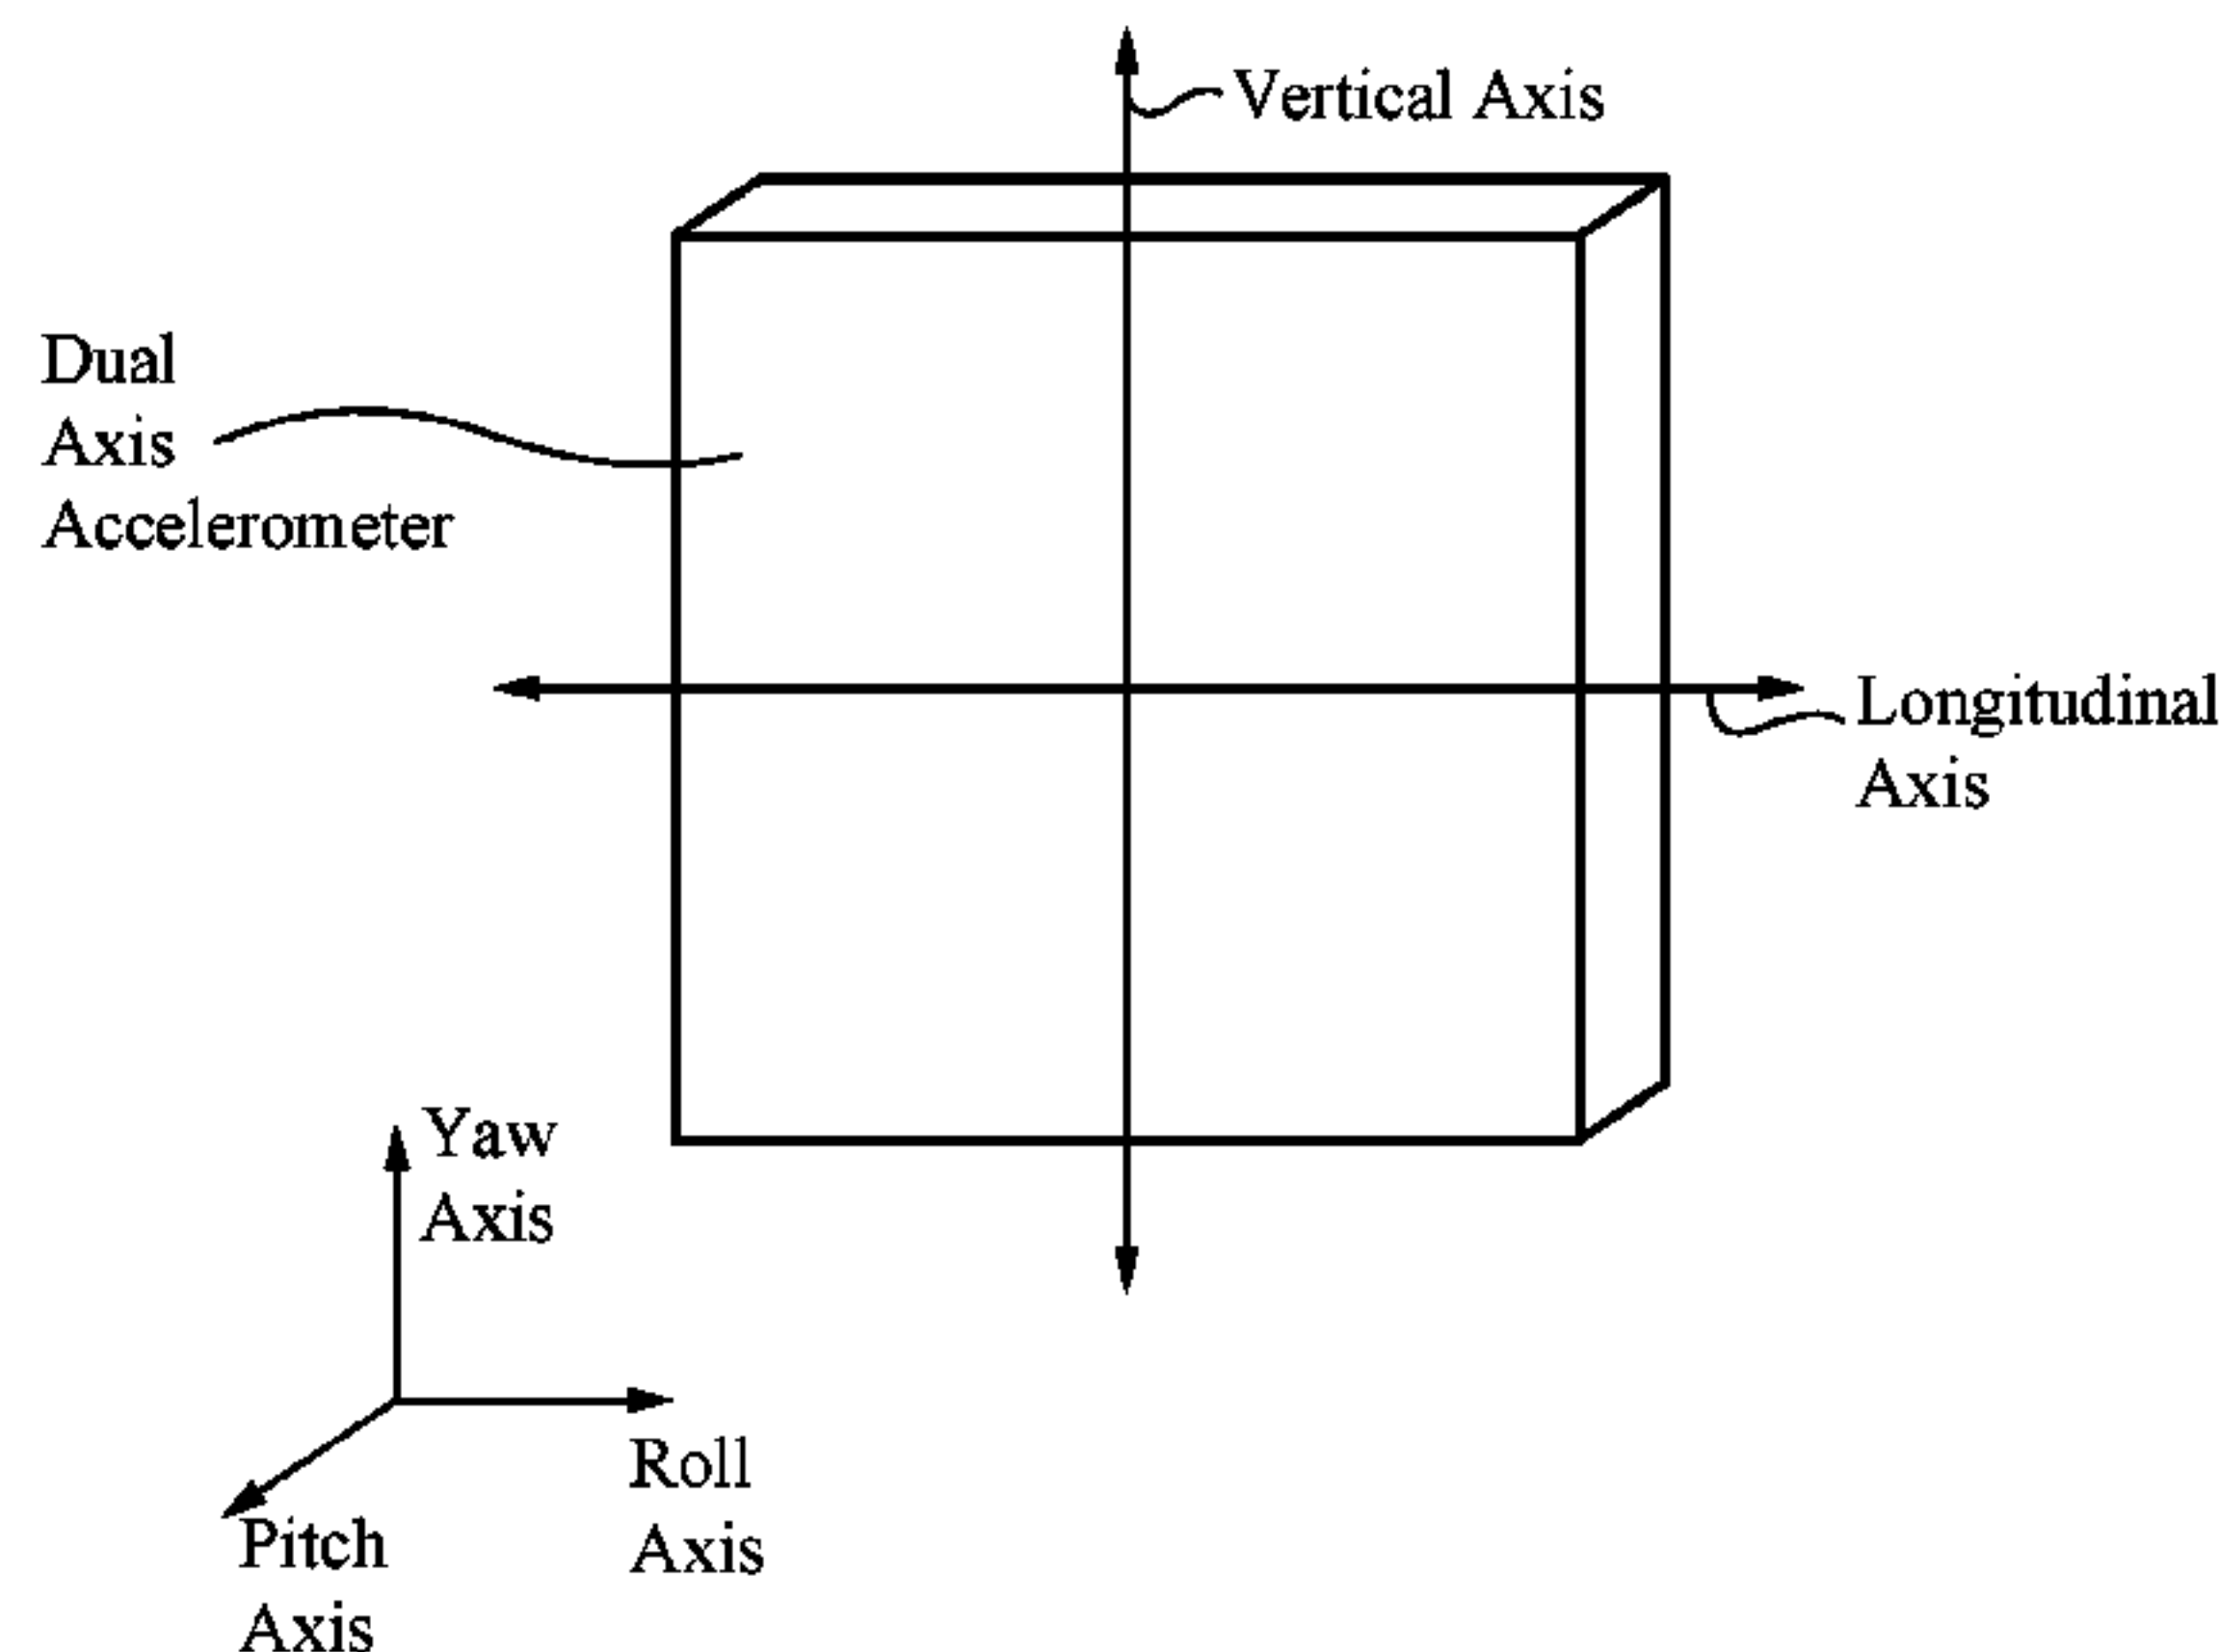 Vertical Axis
Dual
Axis
Accelerometer
Longitudinal
Axis
Yaw
Axis
Roll
Axis
Pitch
Axis